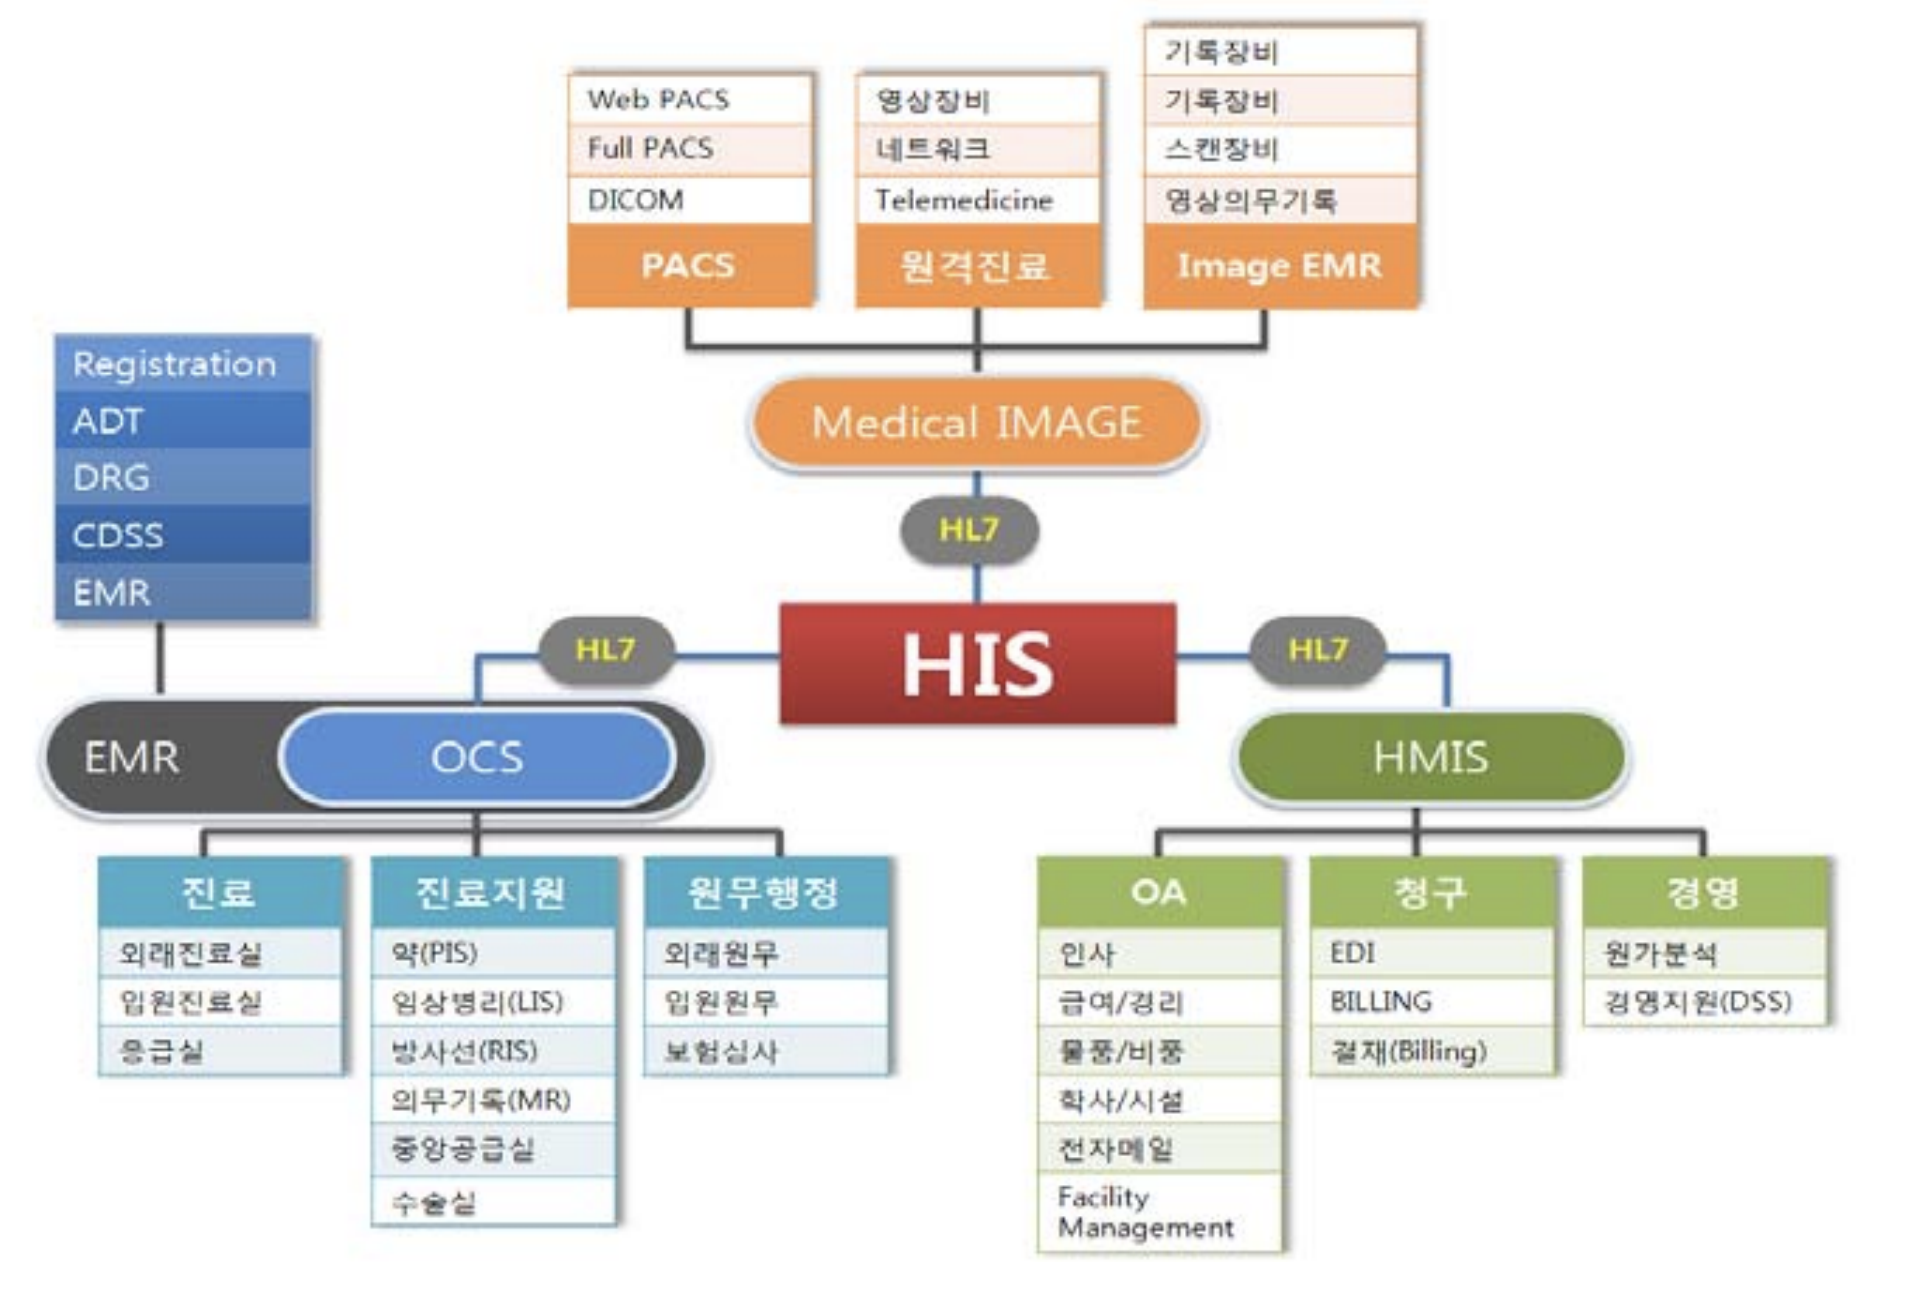 Web PACS
Full PACS
DICOM
PACS
영상장비
네트워크
Telemedicine
원격진료
기록장비
기록장비
스캔장비
영상의무기록
Image EMR
Medical IMAGE
HL7
Registration
ADT
DRG
CDSS
EMR
HL7
HIS
HL7
EMR
OCS
HMIS
진료
외래진료실
입원진료실
응급실
진료지원
약(PIS)
임상병리(LIS)
방사선(RIS)
의무기록(MR)
중앙공급실
수술실
원무행정
외래원무
입원원무
보험심사
OA
인사
급여/경리
물품/비품
학사/시설
전자메일
Facility
Management
청구
EDI
BILLING
결재(Billing)
경영
원가분석
경영지원(DSS)